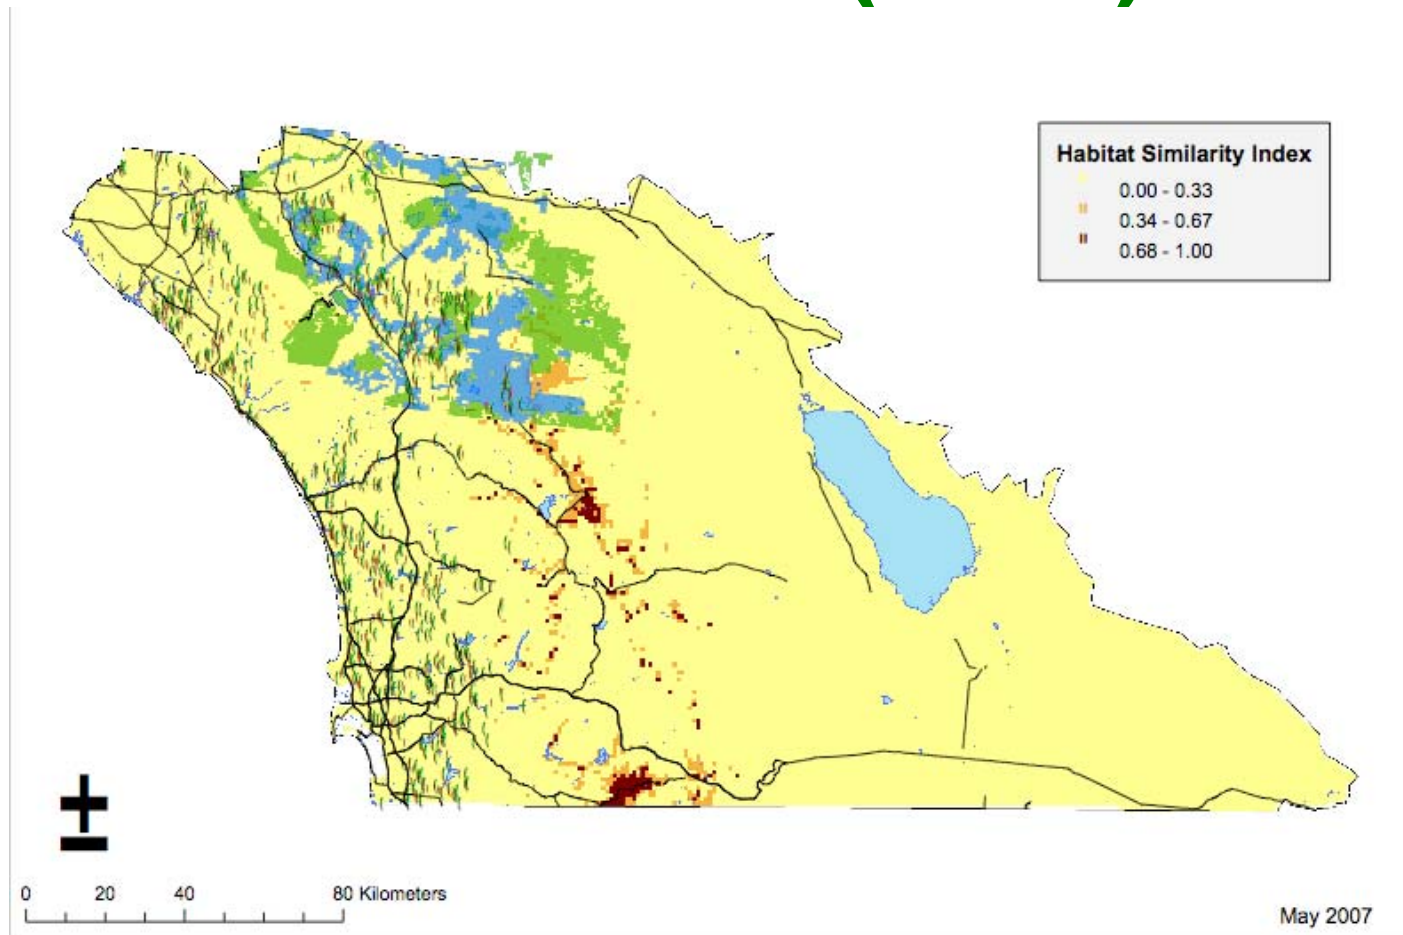 Habitat Similarity Index
0.00 - 0.33
0.34 - 0.67
0.68 - 1.00
0 20 40 80 Kilometers
May 2007